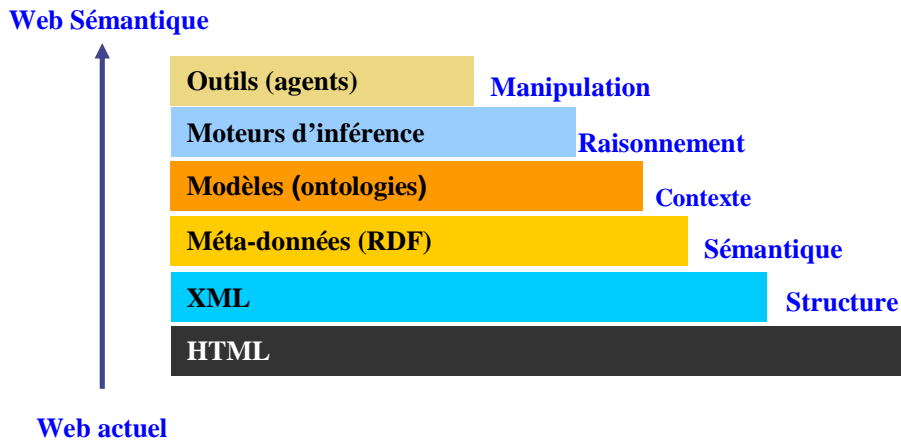 Web Sémantique
Outils (agents)
Manipulation
Moteurs d’inférence
Raisonnement
Modèles (ontologies)
Contexte
Méta-données (RDF)
Sémantique
XML
Structure
HTML
Web actuel